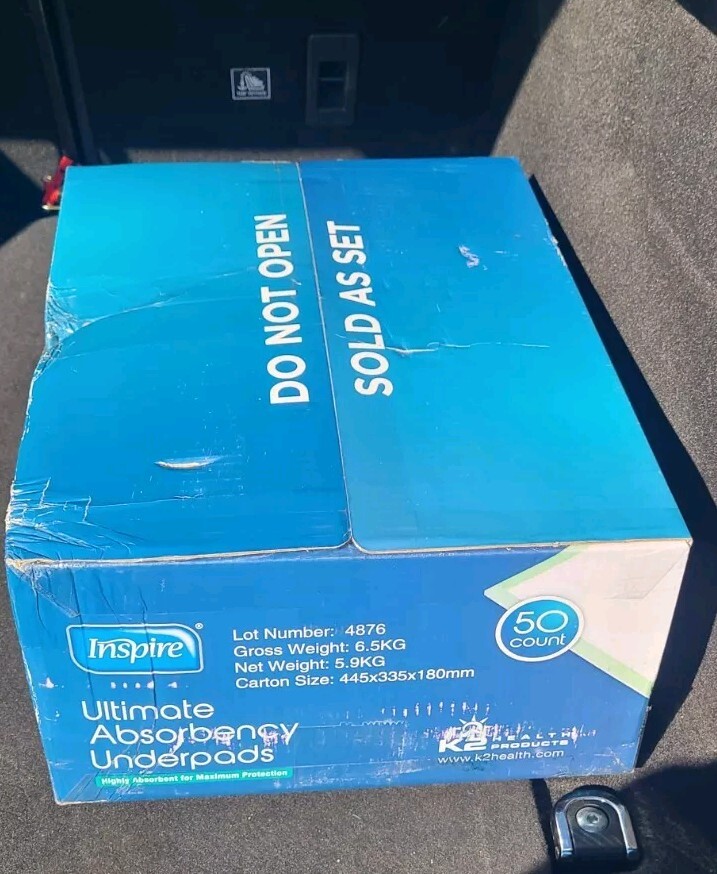 DO NOT OPEN
SOLD AS SET
Inspire®
Lot Number: 4876
Gross Weight: 6.5KG
Net Weight: 5.9KG
Carton Size: 445x335x180mm
50
count
Ultimate
Absorbency
Underpads
Highly Absorbent for Maximum Protection
K2 HEALTH
PRODUCTS
www.k2health.com